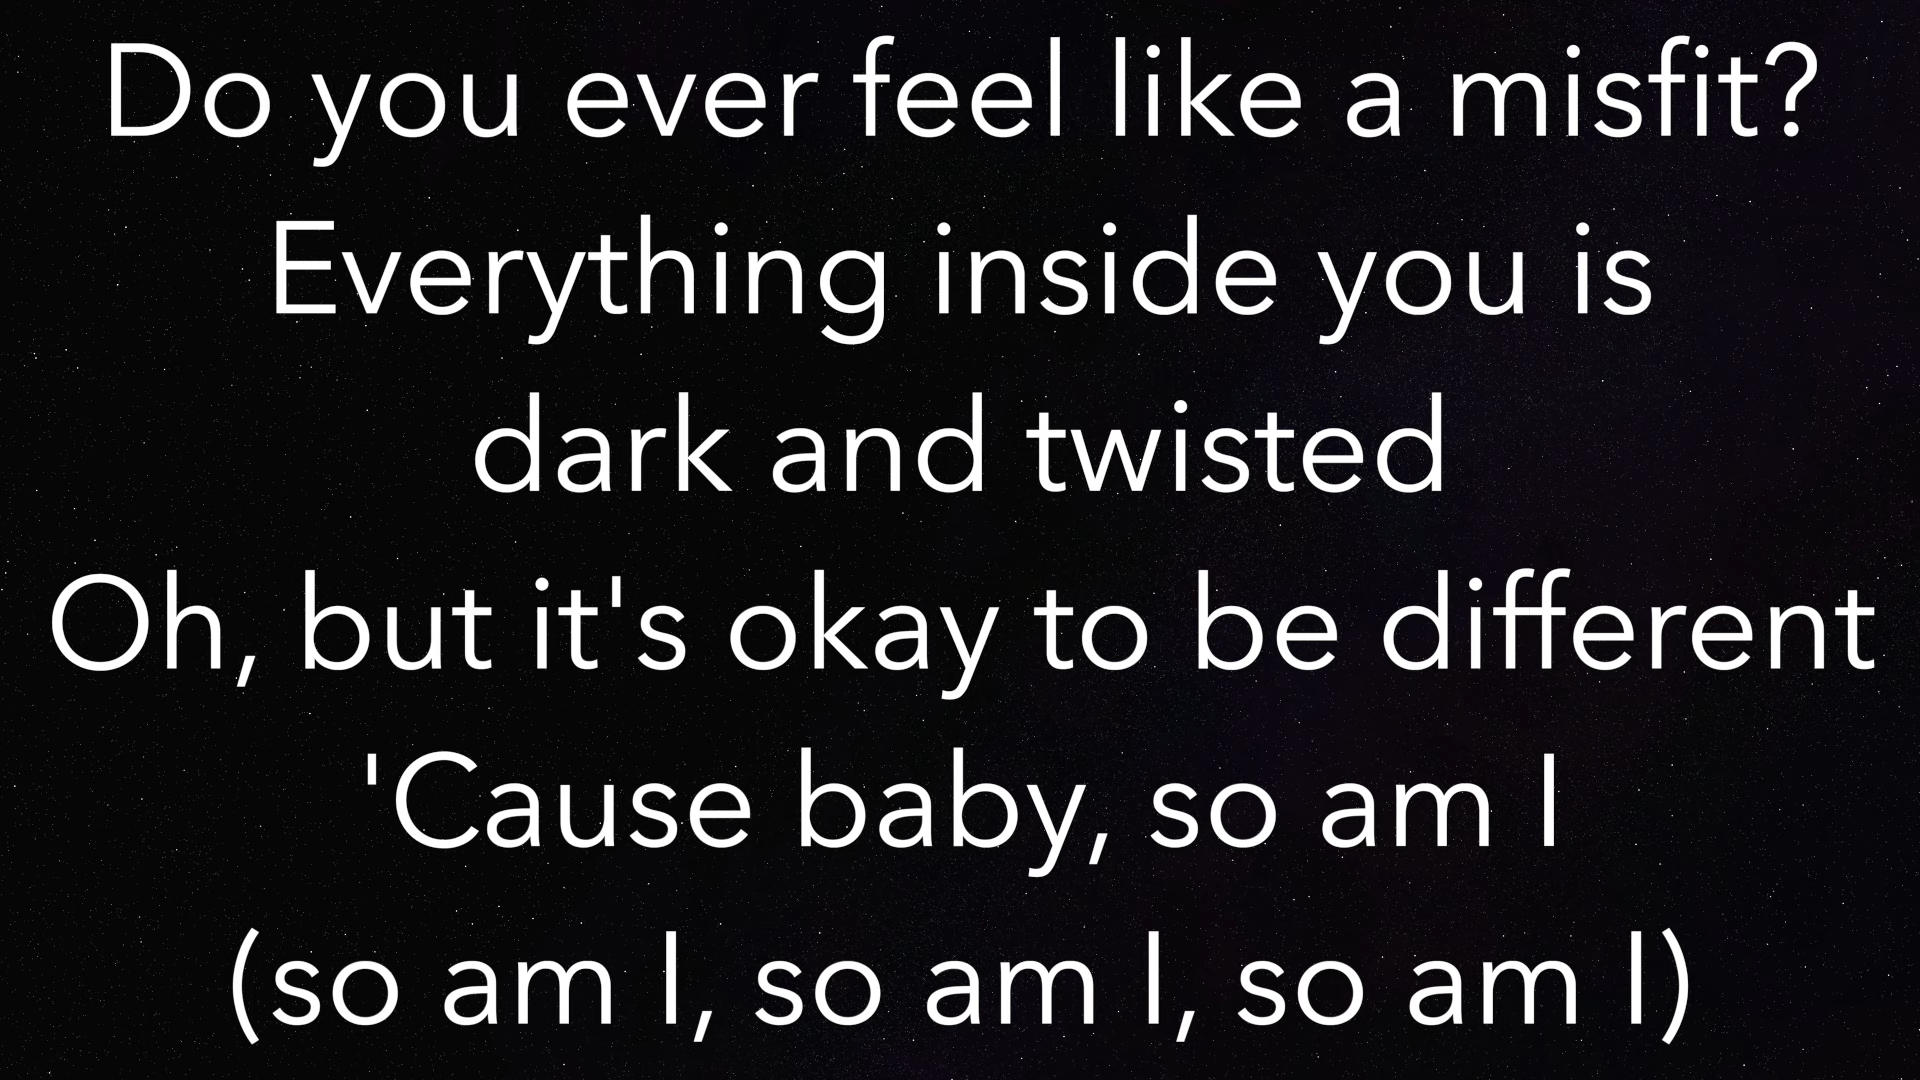 Do you ever feel like a misfit?
Everything inside you is
dark and twisted
Oh, but it's okay to be different
'Cause baby, so am I
(so am I, so am I, so am I)